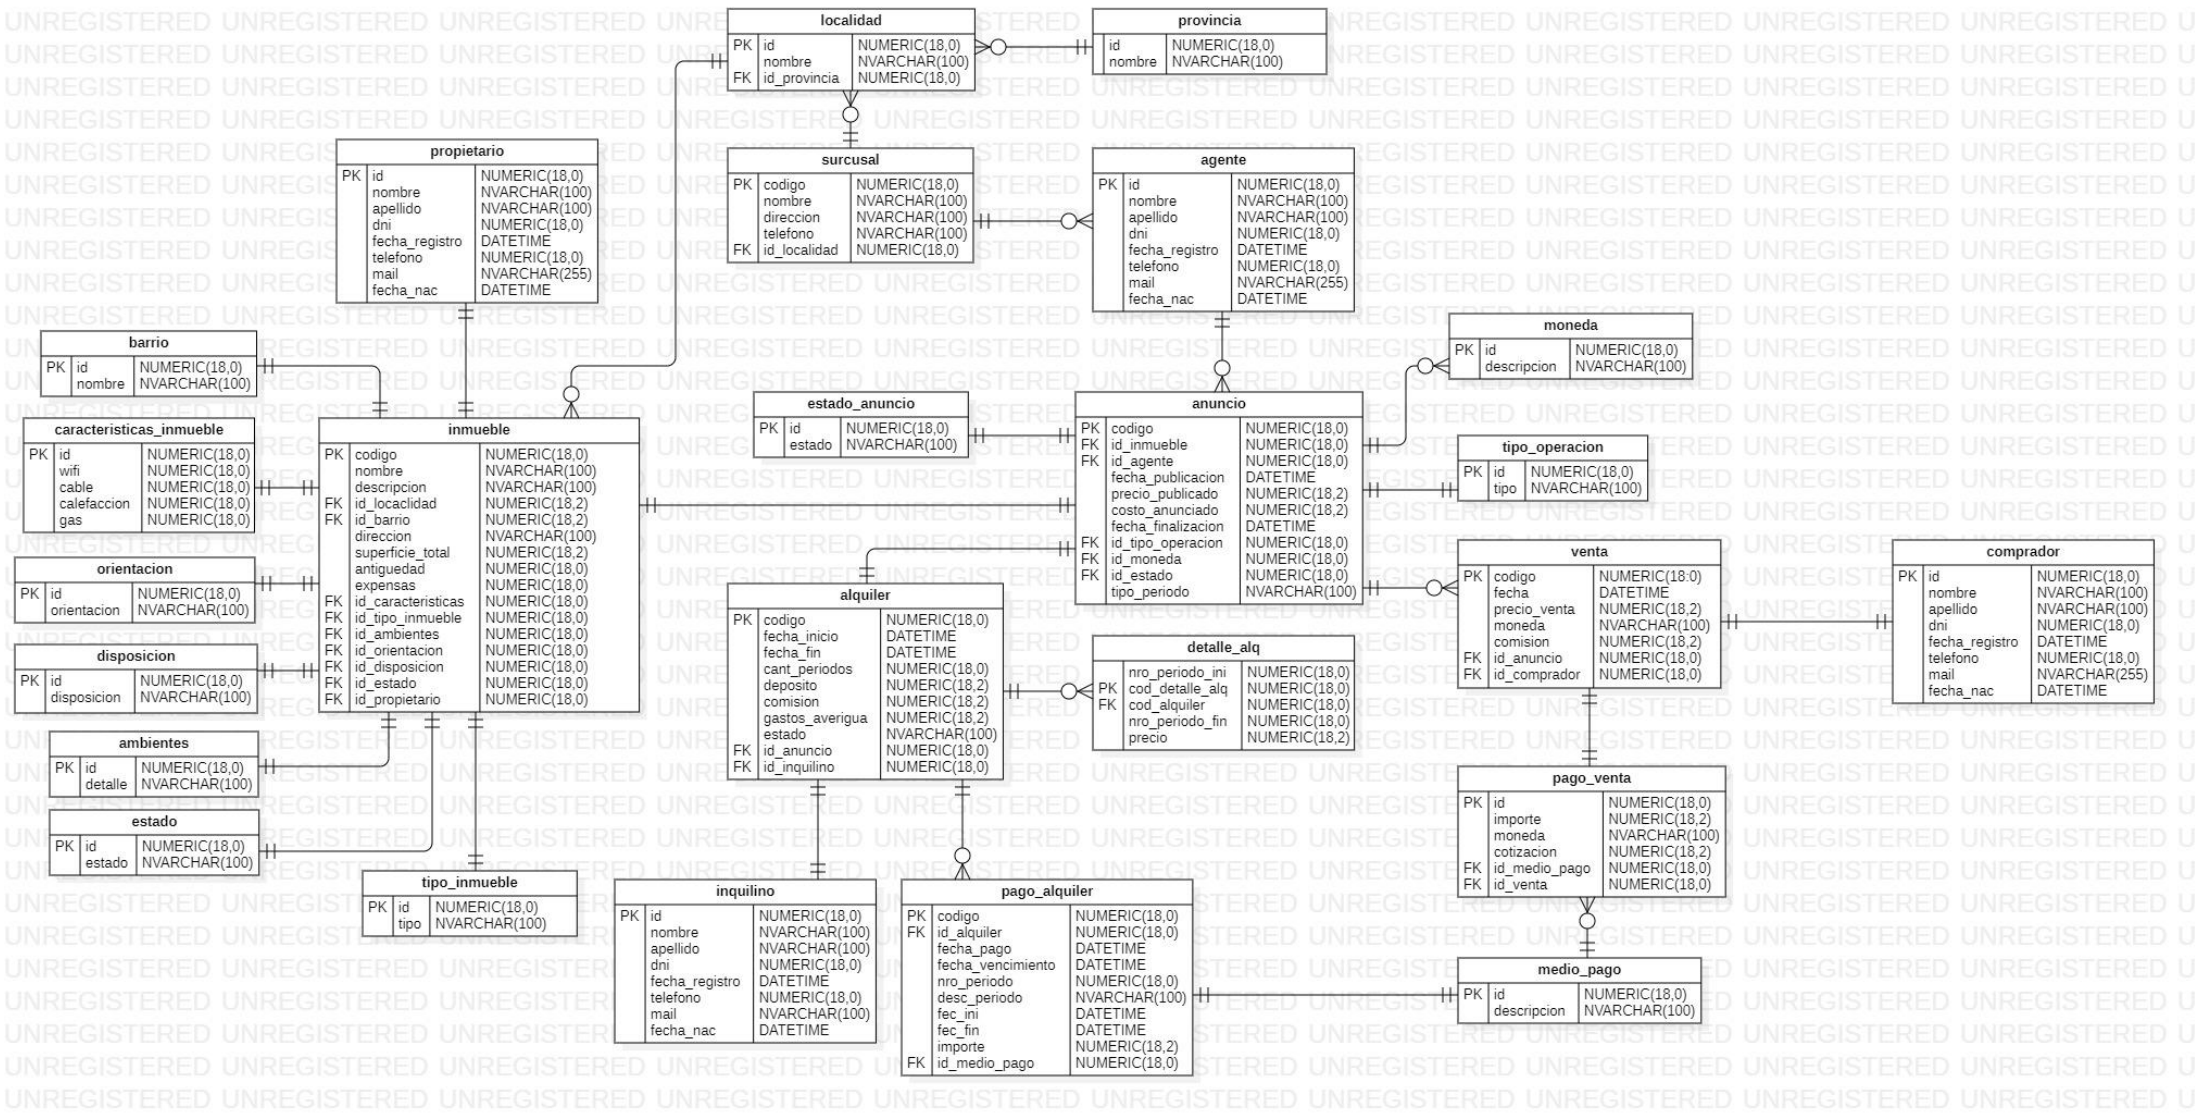 localidad
PK id NUMERIC(18,0)
nombre NVARCHAR(100)
FK id_provincia NUMERIC(18,0)
provincia
id NUMERIC(18,0)
nombre NVARCHAR(100)
propietario
PK id NUMERIC(18,0)
nombre NVARCHAR(100)
apellido NVARCHAR(100)
dni NUMERIC(18,0)
fecha_registro DATETIME
telefono NUMERIC(18,0)
mail NVARCHAR(255)
fecha_nac DATETIME
surcusal
PK codigo NUMERIC(18,0)
nombre NVARCHAR(100)
direccion NVARCHAR(100)
telefono NVARCHAR(100)
FK id_localidad NUMERIC(18,0)
agente
PK id NUMERIC(18,0)
nombre NVARCHAR(100)
apellido NVARCHAR(100)
dni NUMERIC(18,0)
fecha_registro DATETIME
telefono NUMERIC(18,0)
mail NVARCHAR(255)
fecha_nac DATETIME
barrio
PK id NUMERIC(18,0)
nombre NVARCHAR(100)
moneda
PK id NUMERIC(18,0)
descripcion NVARCHAR(100)
caracteristicas_inmueble
PK id NUMERIC(18,0)
wifi NUMERIC(18,0)
cable NUMERIC(18,0)
calefaccion NUMERIC(18,0)
gas NUMERIC(18,0)
inmueble
PK codigo NUMERIC(18,0)
nombre NVARCHAR(100)
descripcion NVARCHAR(100)
FK id_locaclidad NUMERIC(18,2)
FK id_barrio NUMERIC(18,2)
direccion NVARCHAR(100)
superficie_total NUMERIC(18,2)
antiguedad NUMERIC(18,0)
expensas NUMERIC(18,0)
FK id_caracteristicas NUMERIC(18,0)
FK id_tipo_inmueble NUMERIC(18,0)
FK id_ambientes NUMERIC(18,0)
FK id_orientacion NUMERIC(18,0)
FK id_disposicion NUMERIC(18,0)
FK id_estado NUMERIC(18,0)
FK id_propietario NUMERIC(18,0)
estado_anuncio
PK id NUMERIC(18,0)
estado NVARCHAR(100)
anuncio
PK codigo NUMERIC(18,0)
FK id_inmueble NUMERIC(18,0)
FK id_agente NUMERIC(18,0)
fecha_publicacion DATETIME
precio_publicado NUMERIC(18,2)
costo_anunciado NUMERIC(18,2)
fecha_finalizacion DATETIME
FK id_tipo_operacion NUMERIC(18,0)
FK id_moneda NUMERIC(18,0)
FK id_estado NUMERIC(18,0)
tipo_periodo NVARCHAR(100)
tipo_operacion
PK id NUMERIC(18,0)
tipo NVARCHAR(100)
orientacion
PK id NUMERIC(18,0)
orientacion NVARCHAR(100)
disposicion
PK id NUMERIC(18,0)
disposicion NVARCHAR(100)
ambientes
PK id NUMERIC(18,0)
detalle NVARCHAR(100)
estado
PK id NUMERIC(18,0)
estado NVARCHAR(100)
tipo_inmueble
PK id NUMERIC(18,0)
tipo NVARCHAR(100)
alquiler
PK codigo NUMERIC(18,0)
fecha_inicio DATETIME
fecha_fin DATETIME
cant_periodos NUMERIC(18,0)
deposito NUMERIC(18,2)
comision NUMERIC(18,2)
gastos_averigua NUMERIC(18,2)
estado NVARCHAR(100)
FK id_anuncio NUMERIC(18,0)
FK id_inquilino NUMERIC(18,0)
detalle_alq
nro_periodo_ini NUMERIC(18,0)
PK cod_detalle_alq NUMERIC(18,0)
FK cod_alquiler NUMERIC(18,0)
nro_periodo_fin NUMERIC(18,0)
precio NUMERIC(18,2)
venta
PK codigo NUMERIC(18:0)
fecha DATETIME
precio_venta NUMERIC(18,2)
moneda NVARCHAR(100)
comision NUMERIC(18,2)
FK id_anuncio NUMERIC(18,0)
FK id_comprador NUMERIC(18,0)
comprador
PK id NUMERIC(18,0)
nombre NVARCHAR(100)
apellido NVARCHAR(100)
dni NUMERIC(18,0)
fecha_registro DATETIME
telefono NUMERIC(18,0)
mail NVARCHAR(255)
fecha_nac DATETIME
pago_venta
PK id NUMERIC(18,0)
importe NUMERIC(18,2)
moneda NVARCHAR(100)
cotizacion NUMERIC(18,2)
FK id_medio_pago NUMERIC(18,0)
FK id_venta NUMERIC(18,0)
inquilino
PK id NUMERIC(18,0)
nombre NVARCHAR(100)
apellido NVARCHAR(100)
dni NUMERIC(18,0)
fecha_registro DATETIME
telefono NUMERIC(18,0)
mail NVARCHAR(100)
fecha_nac DATETIME
pago_alquiler
PK codigo NUMERIC(18,0)
FK id_alquiler NUMERIC(18,0)
fecha_pago DATETIME
fecha_vencimiento DATETIME
nro_periodo NUMERIC(18,0)
desc_periodo NVARCHAR(100)
fec_ini DATETIME
fec_fin DATETIME
importe NUMERIC(18,2)
FK id_medio_pago NUMERIC(18,0)
medio_pago
PK id NUMERIC(18,0)
descripcion NVARCHAR(100)
UNREGISTERED